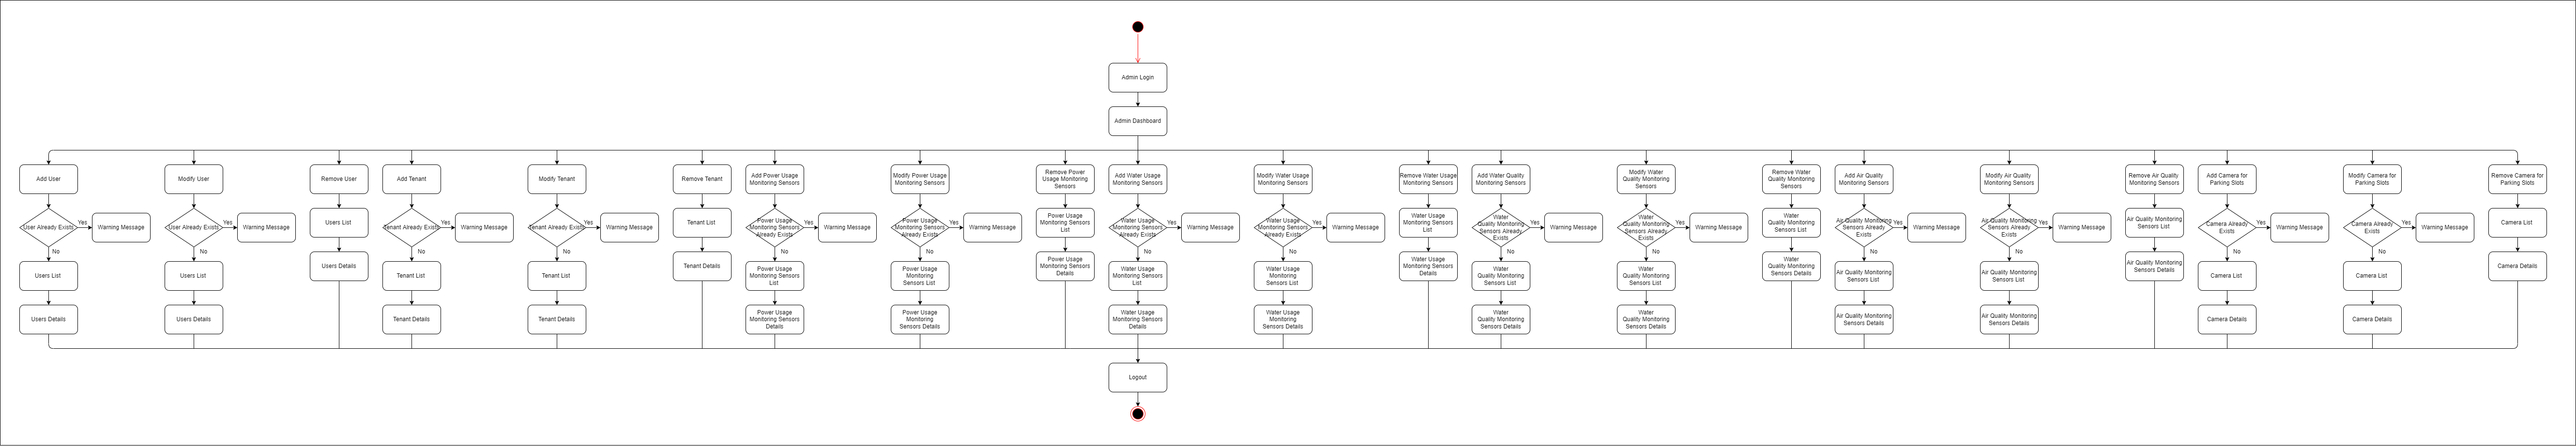 Admin Login
Admin Dashboard
Add User
Modify User
Remove User
Add Tenant
Modify Tenant
Remove Tenant
Add Power Usage
Monitoring Sensors
Modify Power Usage
Monitoring Sensors
Remove Power
Usage Monitoring
Sensors
Add Water Usage
Monitoring Sensors
Modify Water Usage
Monitoring Sensors
Remove Water Usage
Monitoring Sensors
Add Water Quality
Monitoring Sensors
Modify Water
Quality Monitoring
Sensors
Remove Water
Quality Monitoring
Sensors
Add Air Quality
Monitoring Sensors
Modify Air Quality
Monitoring Sensors
Remove Air Quality
Monitoring Sensors
Add Camera for
Parking Slots
Modify Camera for
Parking Slots
Remove Camera for
Parking Slots
User Already Exists
Yes
Warning Message
No
User Already Exists
Yes
Warning Message
No
Users List
Tenant Already Exists
Yes
Warning Message
No
Tenant Already Exists
Yes
Warning Message
No
Tenant List
Power Usage
Monitoring Sensors
Already Exists
Yes
Warning Message
No
Power Usage
Monitoring Sensors
Already Exists
Yes
Warning Message
No
Power Usage
Monitoring Sensors
List
Water Usage
Monitoring Sensors
Already Exists
Yes
Warning Message
No
Water Usage
Monitoring Sensors
Already Exists
Yes
Warning Message
No
Water Usage
Monitoring Sensors
List
Water
Quality Monitoring
Sensors Already
Exists
Yes
Warning Message
No
Water
Quality Monitoring
Sensors Already
Exists
Yes
Warning Message
No
Water
Quality Monitoring
Sensors List
Air Quality Monitoring
Sensors Already
Exists
Yes
Warning Message
No
Air Quality Monitoring
Sensors Already
Exists
Yes
Warning Message
No
Air Quality Monitoring
Sensors List
Camera Already
Exists
Yes
Warning Message
No
Camera Already
Exists
Yes
Warning Message
No
Camera List
Users List
Users List
Users Details
Tenant List
Tenant List
Tenant Details
Power Usage
Monitoring Sensors
List
Power Usage
Monitoring
Sensors List
Power Usage
Monitoring Sensors
Details
Water Usage
Monitoring Sensors
List
Water Usage
Monitoring
Sensors List
Water Usage
Monitoring Sensors
Details
Water
Quality Monitoring
Sensors List
Water
Quality Monitoring
Sensors List
Water
Quality Monitoring
Sensors Details
Air Quality Monitoring
Sensors List
Air Quality Monitoring
Sensors List
Air Quality Monitoring
Sensors Details
Camera List
Camera List
Camera Details
Users Details
Users Details
Tenant Details
Tenant Details
Power Usage
Monitoring Sensors
Details
Power Usage
Monitoring
Sensors Details
Water Usage
Monitoring Sensors
Details
Water Usage
Monitoring
Sensors Details
Water
Quality Monitoring
Sensors Details
Water
Quality Monitoring
Sensors Details
Air Quality Monitoring
Sensors Details
Air Quality Monitoring
Sensors Details
Camera Details
Camera Details
Logout